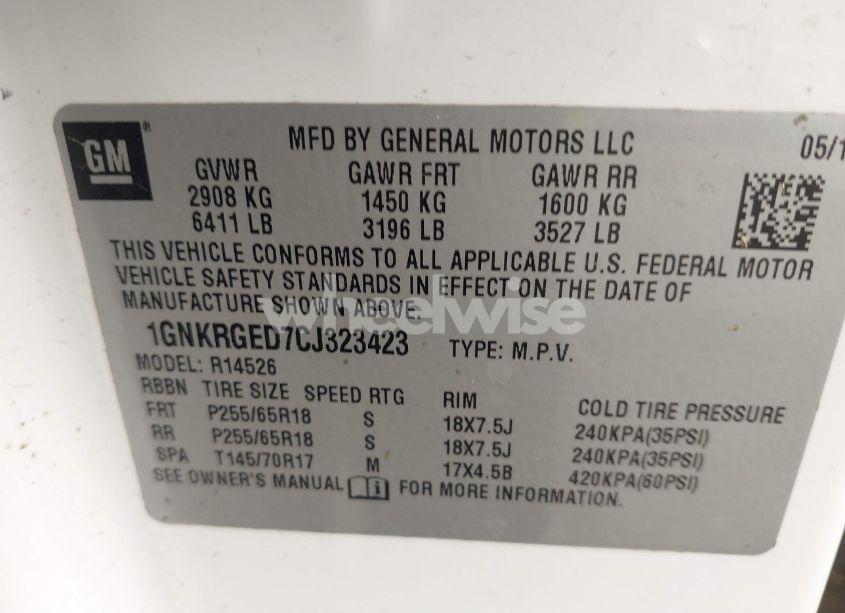 GM
MFD BY GENERAL MOTORS LLC 05/1
GVWR GAWR FRT GAWR RR
2908 KG 1450 KG 1600 KG
6411 LB 3196 LB 3527 LB
THIS VEHICLE CONFORMS TO ALL APPLICABLE U.S. FEDERAL MOTOR
VEHICLE SAFETY STANDARDS IN EFFECT ON THE DATE OF
MANUFACTURE SHOWN ABOVE.
wheelwise
1GNKRGED7CJ323423 TYPE: M.P.V.
MODEL: R14526
RBBN TIRE SIZE SPEED RTG RIM COLD TIRE PRESSURE
FRT P255/65R18 S 18X7.5J 240KPA(35PSI)
RR P255/65R18 S 18X7.5J 240KPA(35PSI)
SPA T145/70R17 M 17X4.5B 420KPA(60PSI)
SEE OWNER'S MANUAL i FOR MORE INFORMATION.